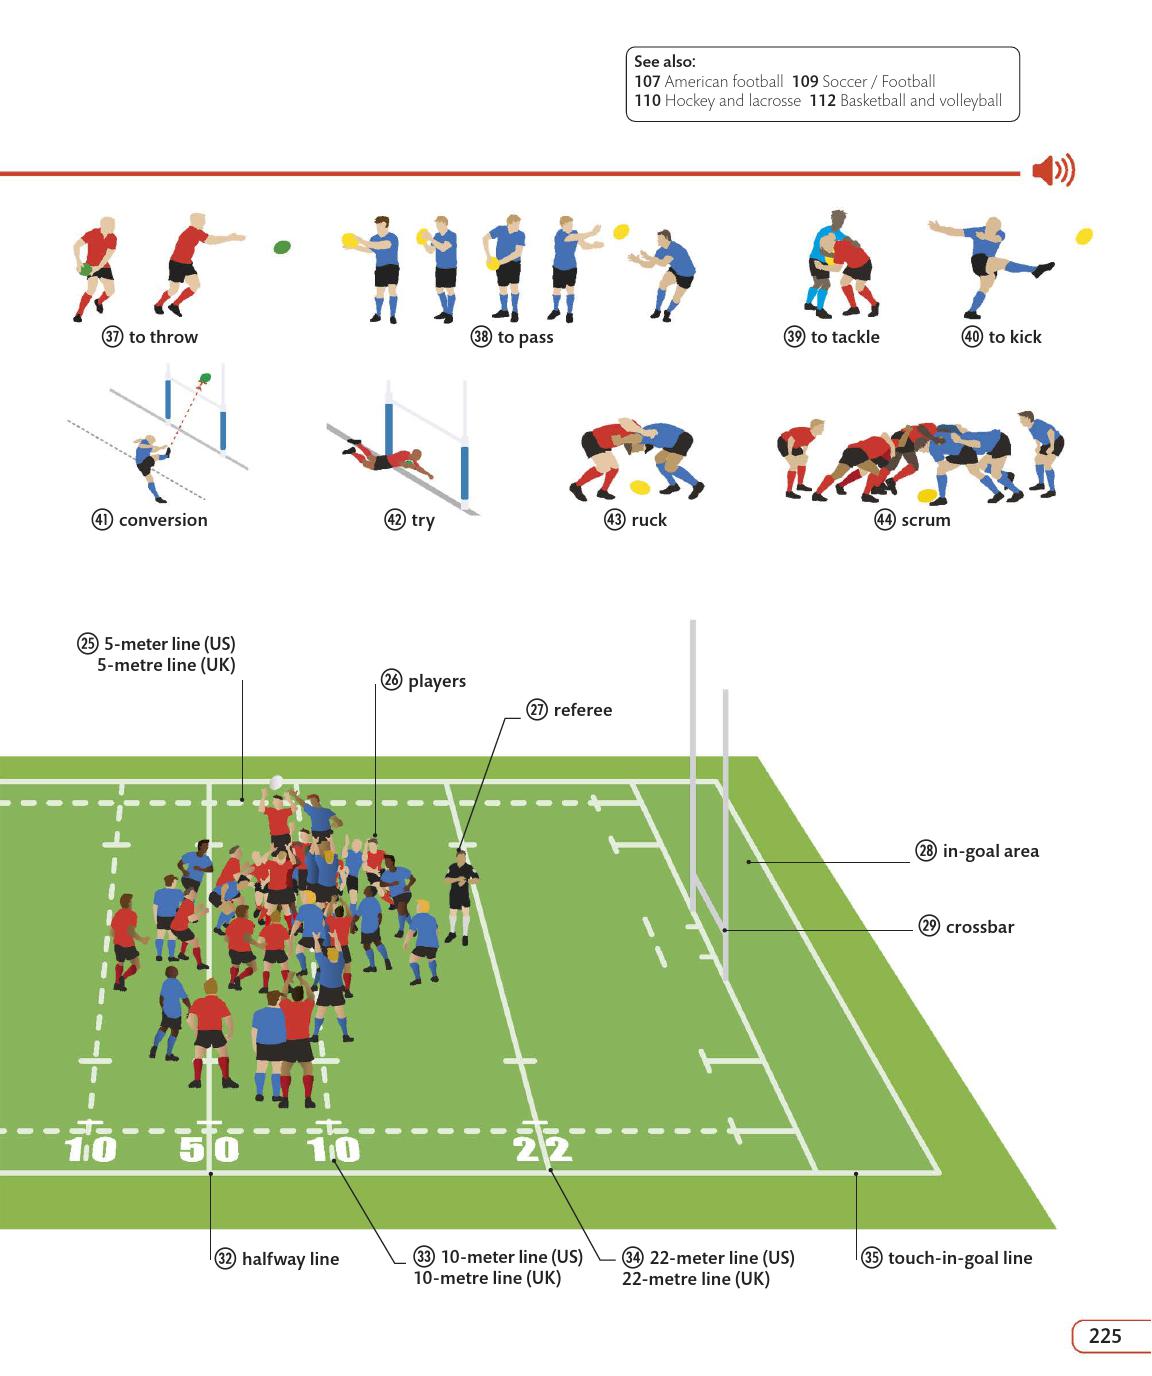 See also:
107 American football 109 Soccer / Football
110 Hockey and lacrosse 112 Basketball and volleyball
37 to throw
38 to pass
39 to tackle
40 to kick
41 conversion
42 try
43 ruck
44 scrum
25 5-meter line (US)
5-metre line (UK)
26 players
27 referee
28 in-goal area
29 crossbar
10 50 10 22
32 halfway line
33 10-meter line (US)
10-metre line (UK)
34 22-meter line (US)
22-metre line (UK)
35 touch-in-goal line
225